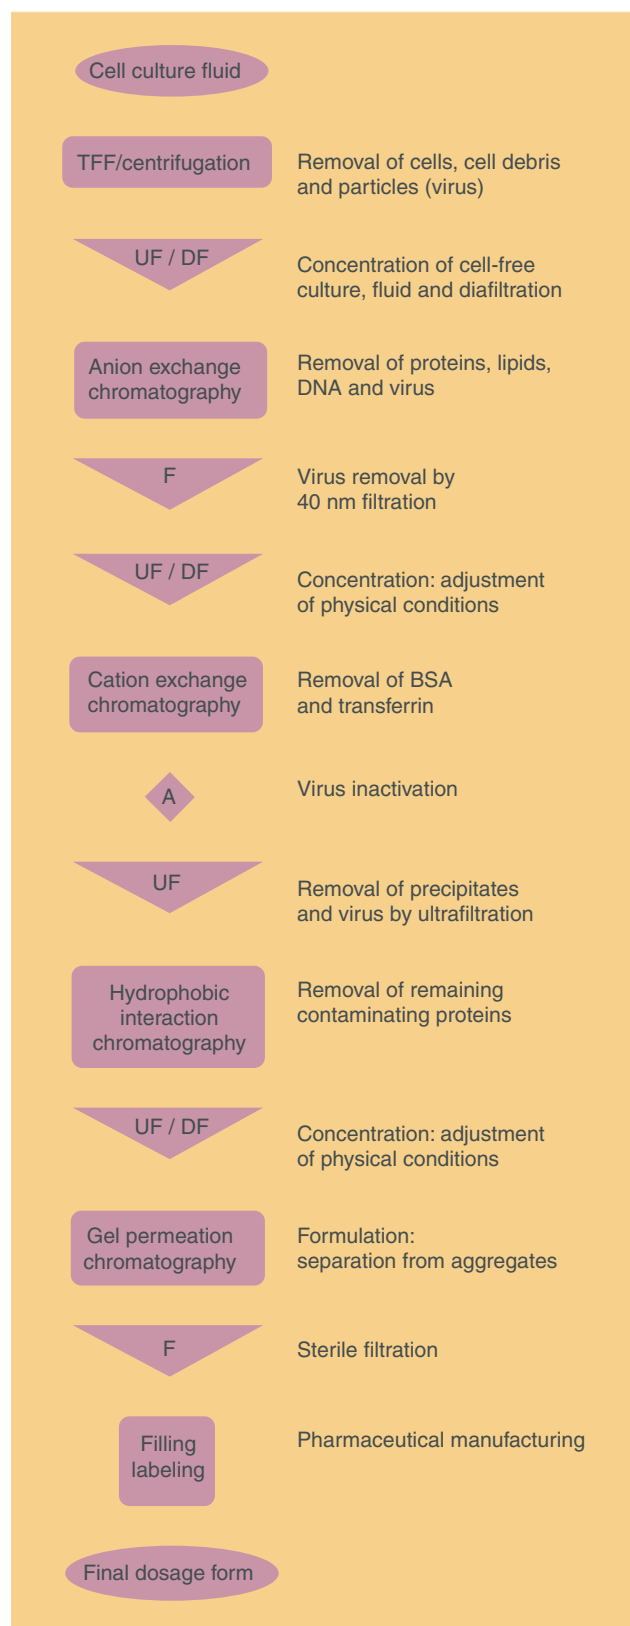 Cell culture fluid
TFF/centrifugation
Removal of cells, cell debris
and particles (virus)
UF / DF
Concentration of cell-free
culture, fluid and diafiltration
Anion exchange
chromatography
Removal of proteins, lipids,
DNA and virus
F
Virus removal by
40 nm filtration
UF / DF
Concentration: adjustment
of physical conditions
Cation exchange
chromatography
Removal of BSA
and transferrin
A
Virus inactivation
UF
Removal of precipitates
and virus by ultrafiltration
Hydrophobic
interaction
chromatography
Removal of remaining
contaminating proteins
UF / DF
Concentration: adjustment
of physical conditions
Gel permeation
chromatography
Formulation:
separation from aggregates
F
Sterile filtration
Filling
labeling
Pharmaceutical manufacturing
Final dosage form